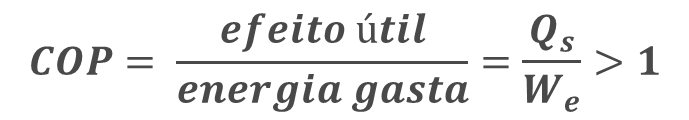 COP = efeito útil / energia gasta = Qs / We > 1